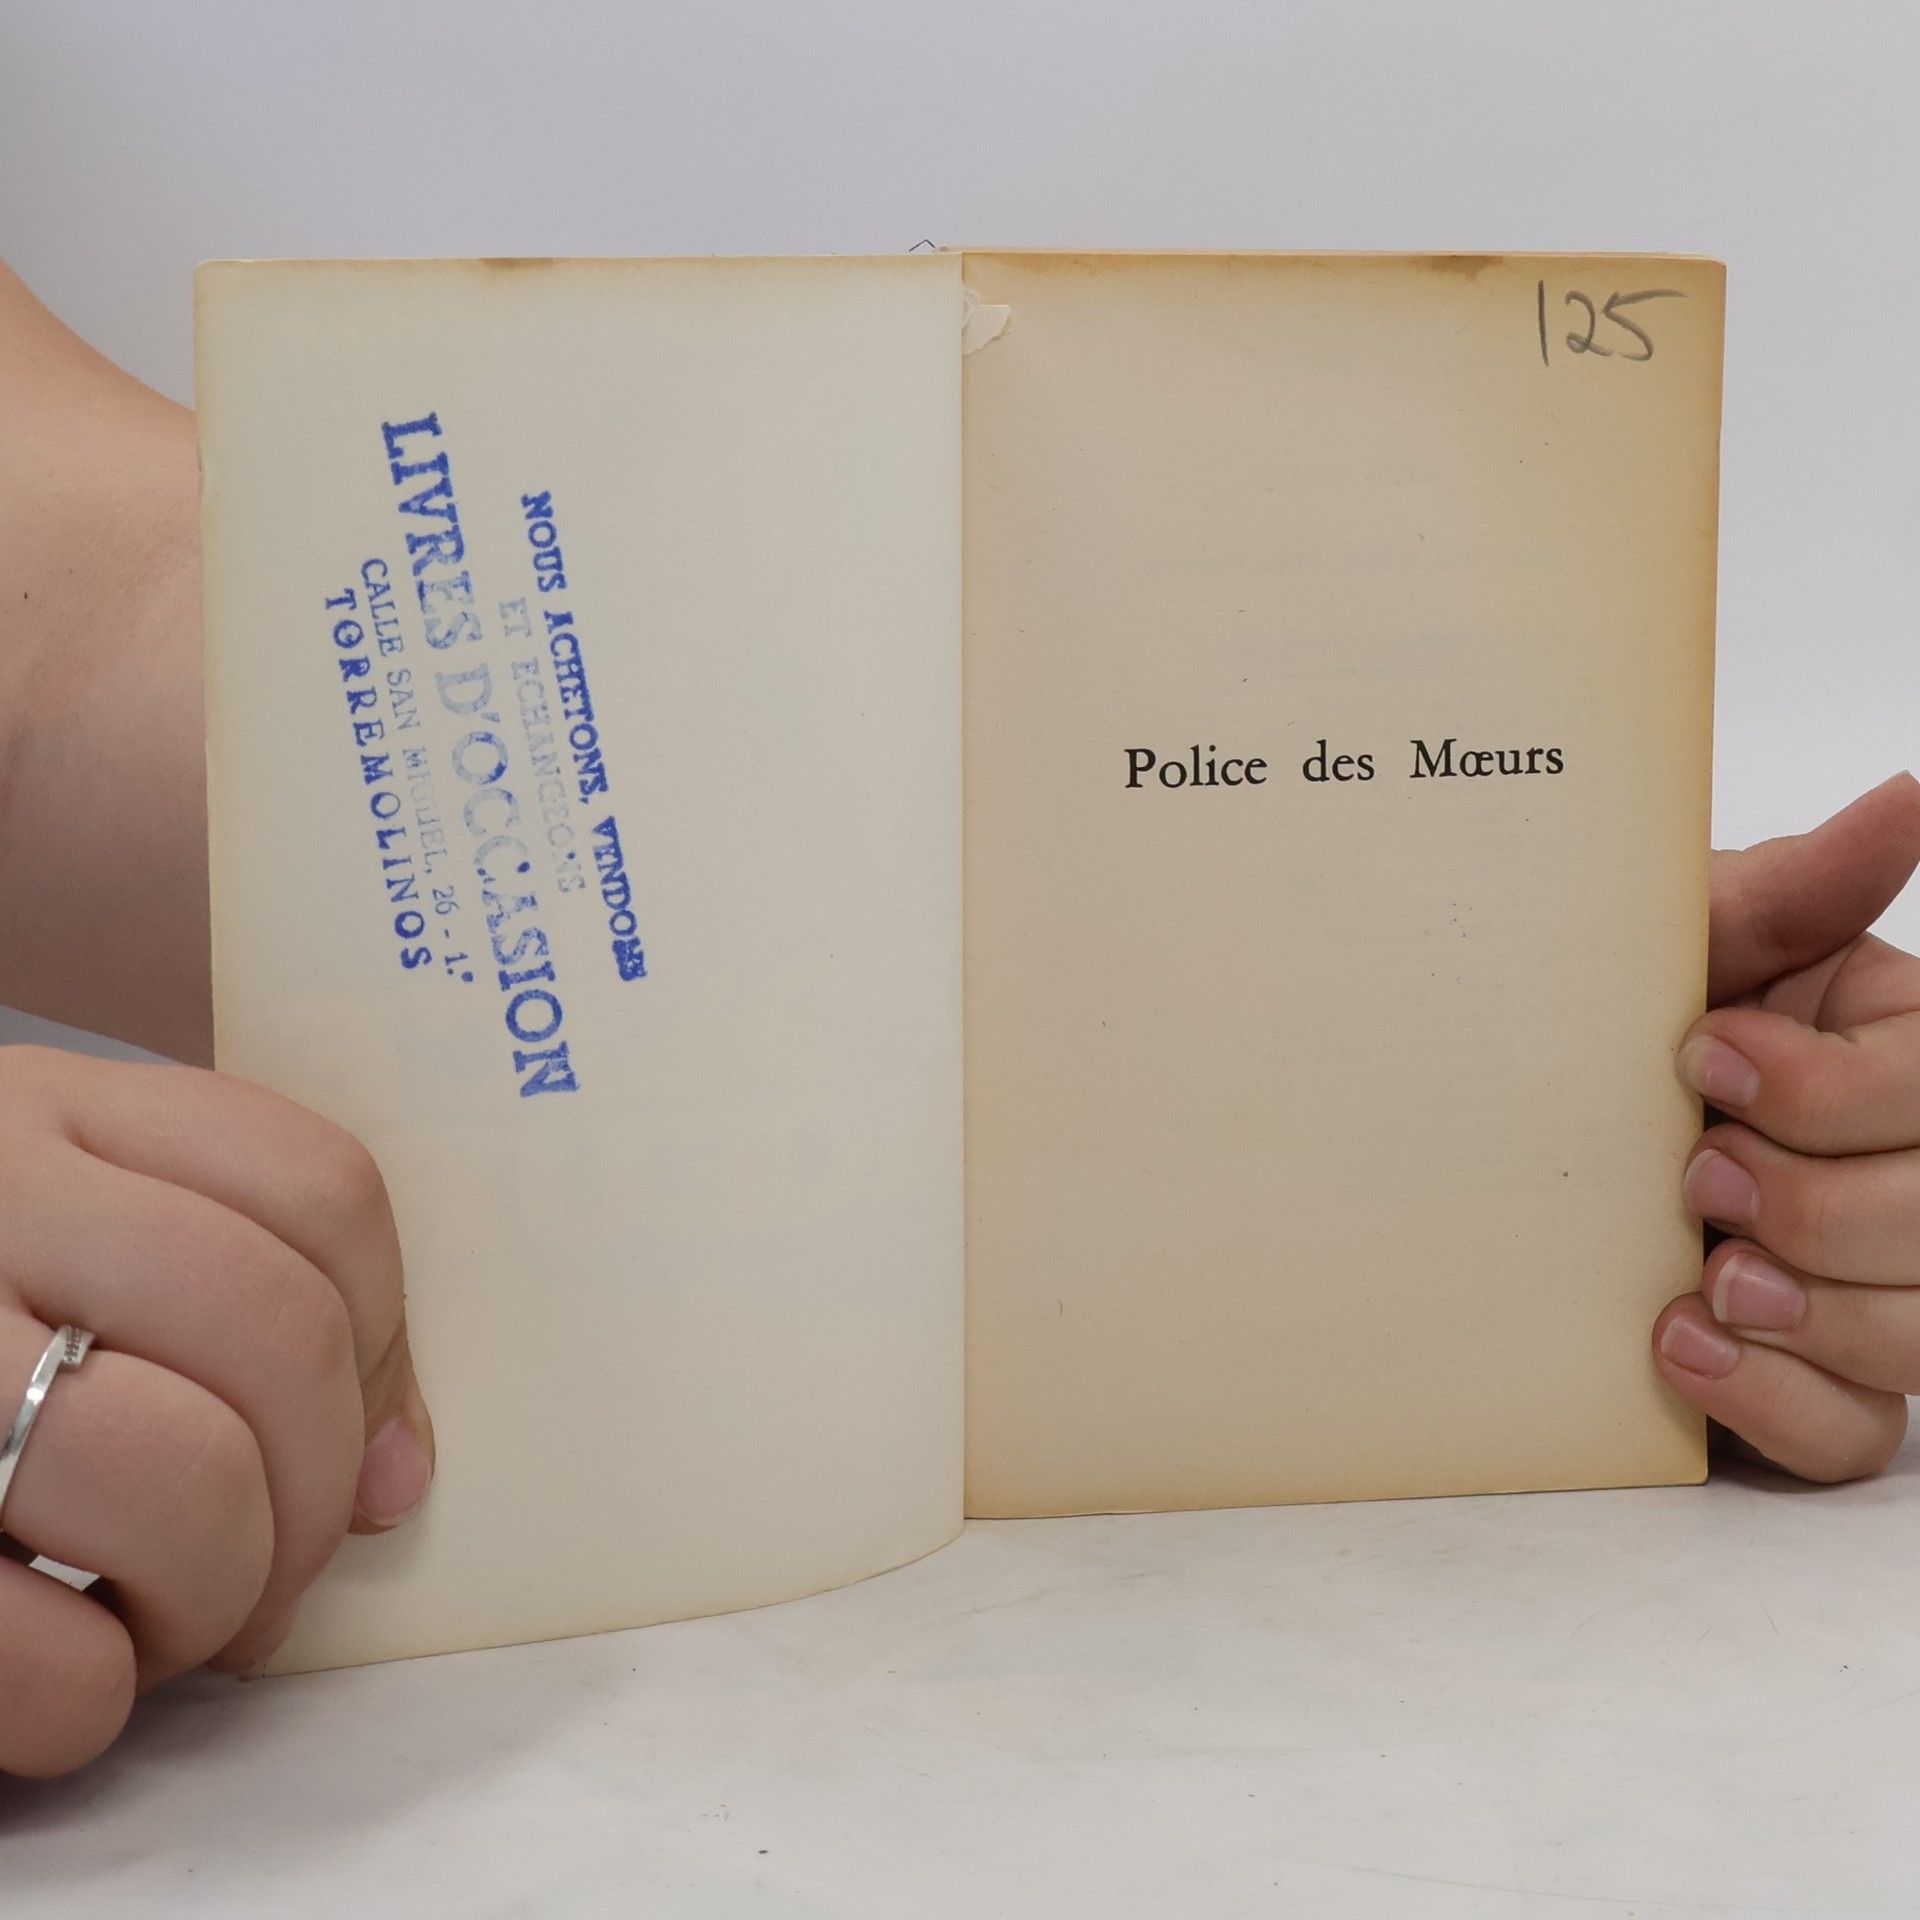 NOUS ACHETONS, VENDONS
ET ECHANGEONS
LIVRES D'OCCASION
CALLE SAN MIGUEL, 26 - 1.°
TORREMOLINOS
125
Police des Mœurs